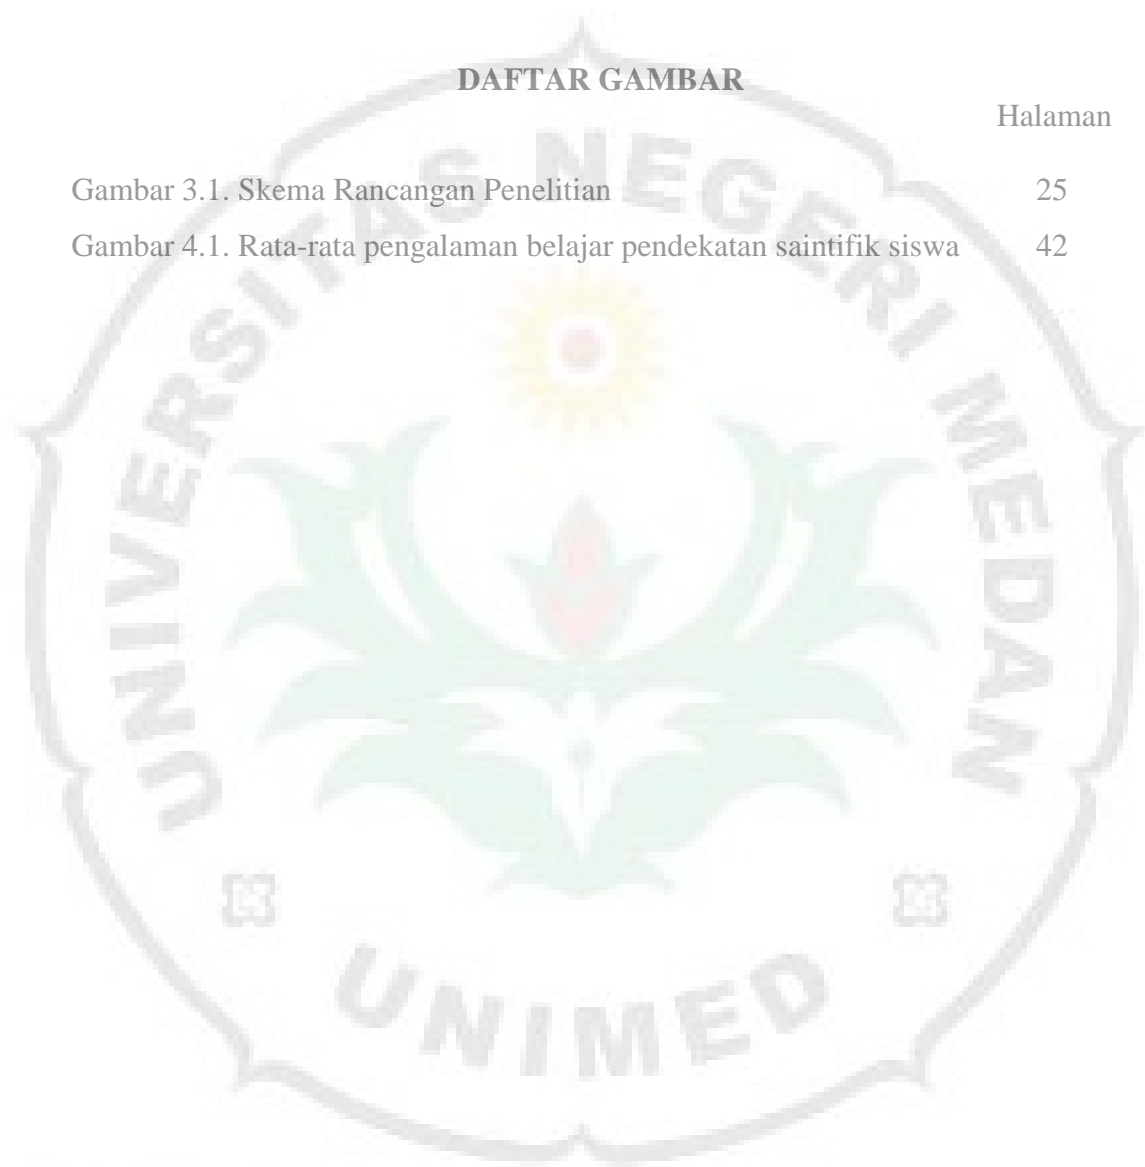 DAFTAR GAMBAR
Halaman
Gambar 3.1. Skema Rancangan Penelitian 25
Gambar 4.1. Rata-rata pengalaman belajar pendekatan saintifik siswa 42
UNIVERSITAS NEGERI MEDAN
UNIMED